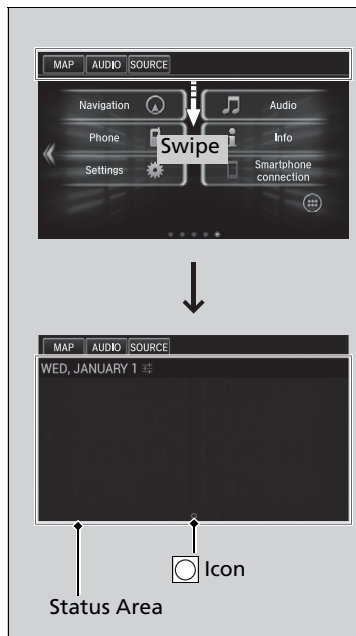 MAP AUDIO SOURCE
Navigation Audio
Phone Swipe Info
Settings Smartphone connection
MAP AUDIO SOURCE
WED, JANUARY 1
Icon
Status Area